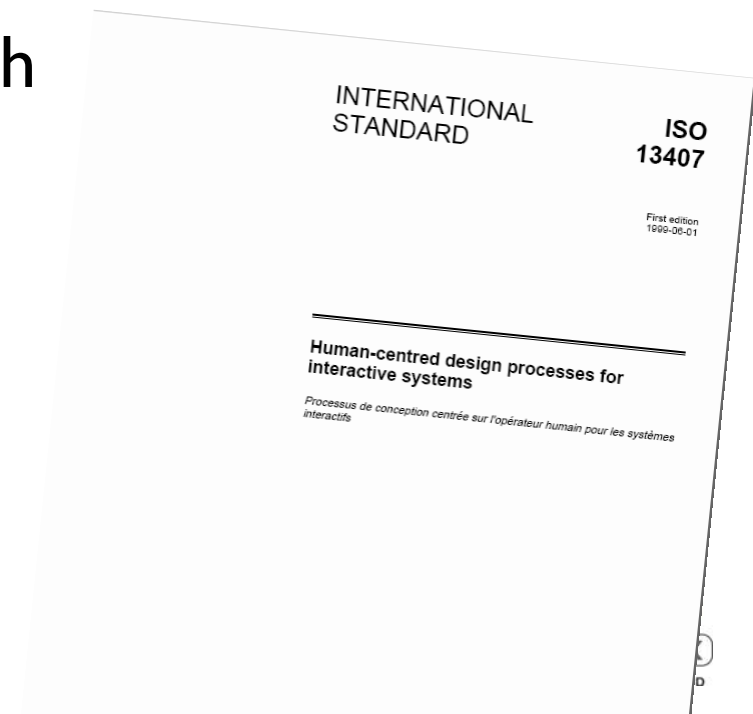 h
INTERNATIONAL
STANDARD
ISO
13407
First edition
1999-06-01
Human-centred design processes for
interactive systems
Processus de conception centrée sur l'opérateur humain pour les systèmes
interactifs
D